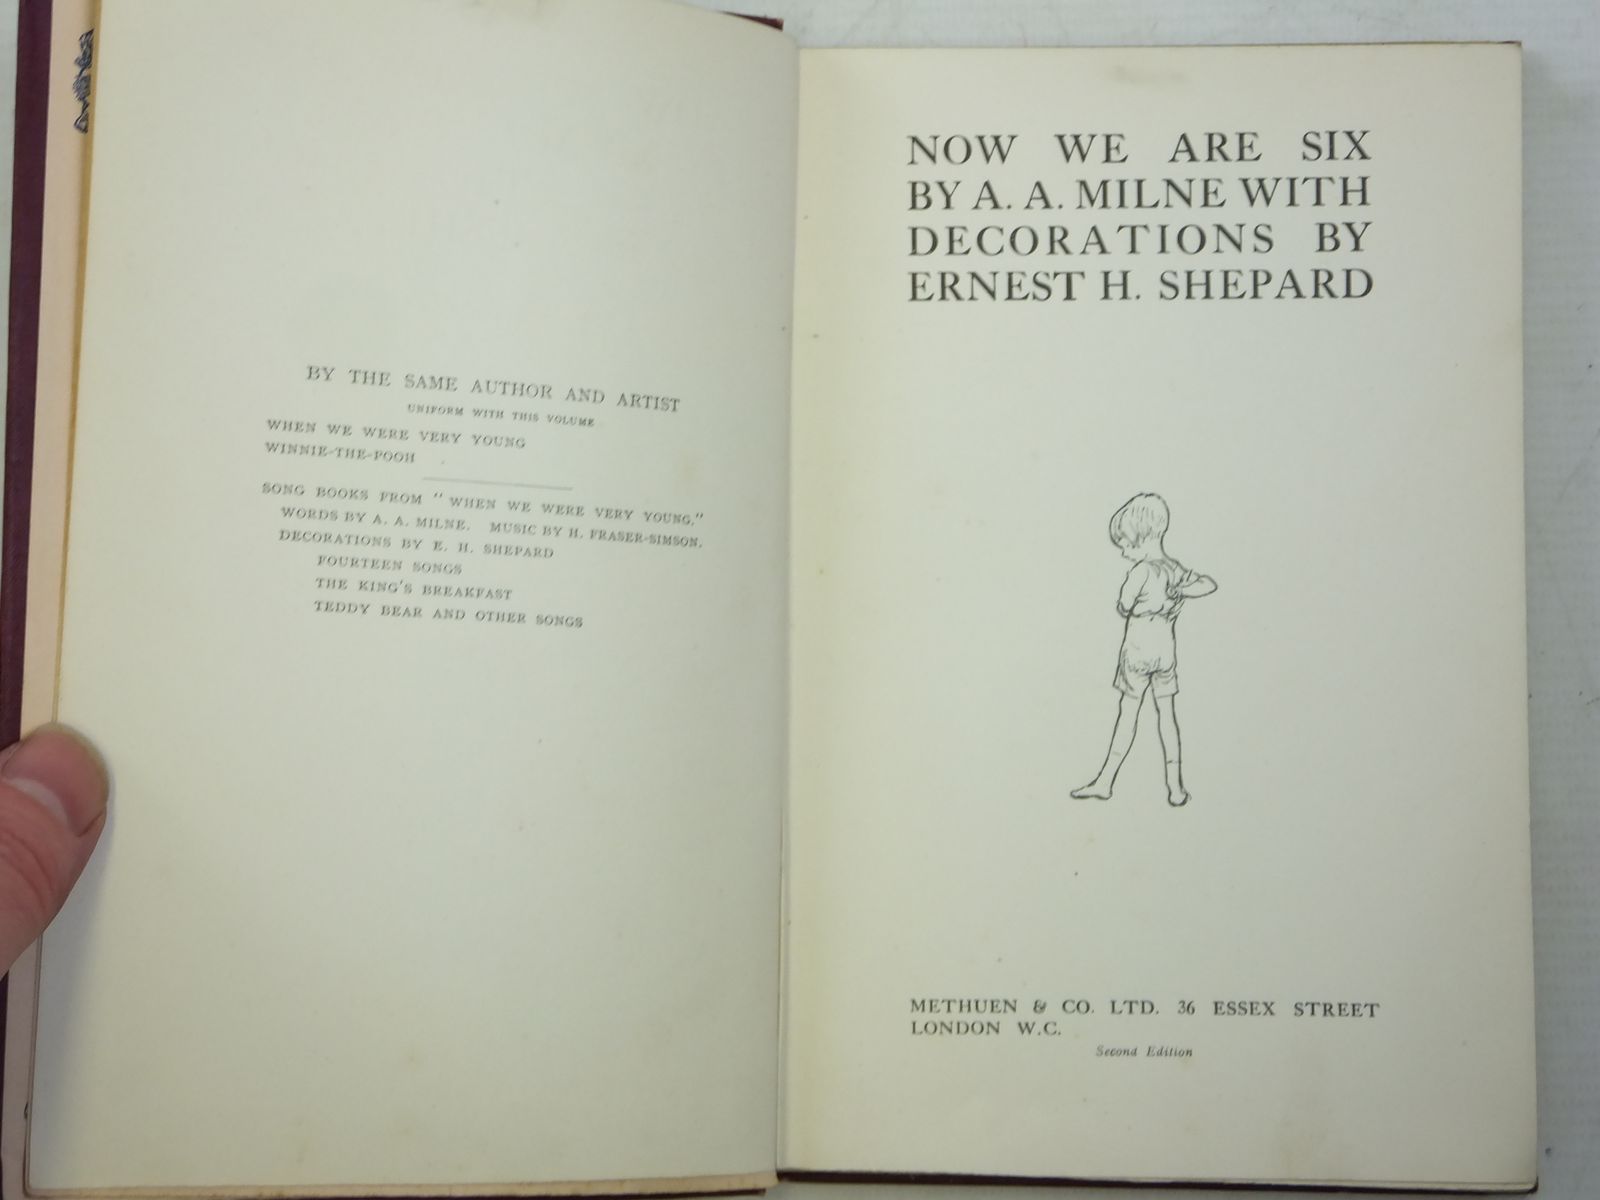 BY THE SAME AUTHOR AND ARTIST
UNIFORM WITH THIS VOLUME
WHEN WE WERE VERY YOUNG
WINNIE-THE-POOH
SONG BOOKS FROM "WHEN WE WERE VERY YOUNG."
WORDS BY A. A. MILNE. MUSIC BY H. FRASER-SIMSON.
DECORATIONS BY E. H. SHEPARD
FOURTEEN SONGS
THE KING'S BREAKFAST
TEDDY BEAR AND OTHER SONGS
NOW WE ARE SIX
BY A. A. MILNE WITH
DECORATIONS BY
ERNEST H. SHEPARD
METHUEN & CO. LTD. 36 ESSEX STREET
LONDON W.C.
Second Edition